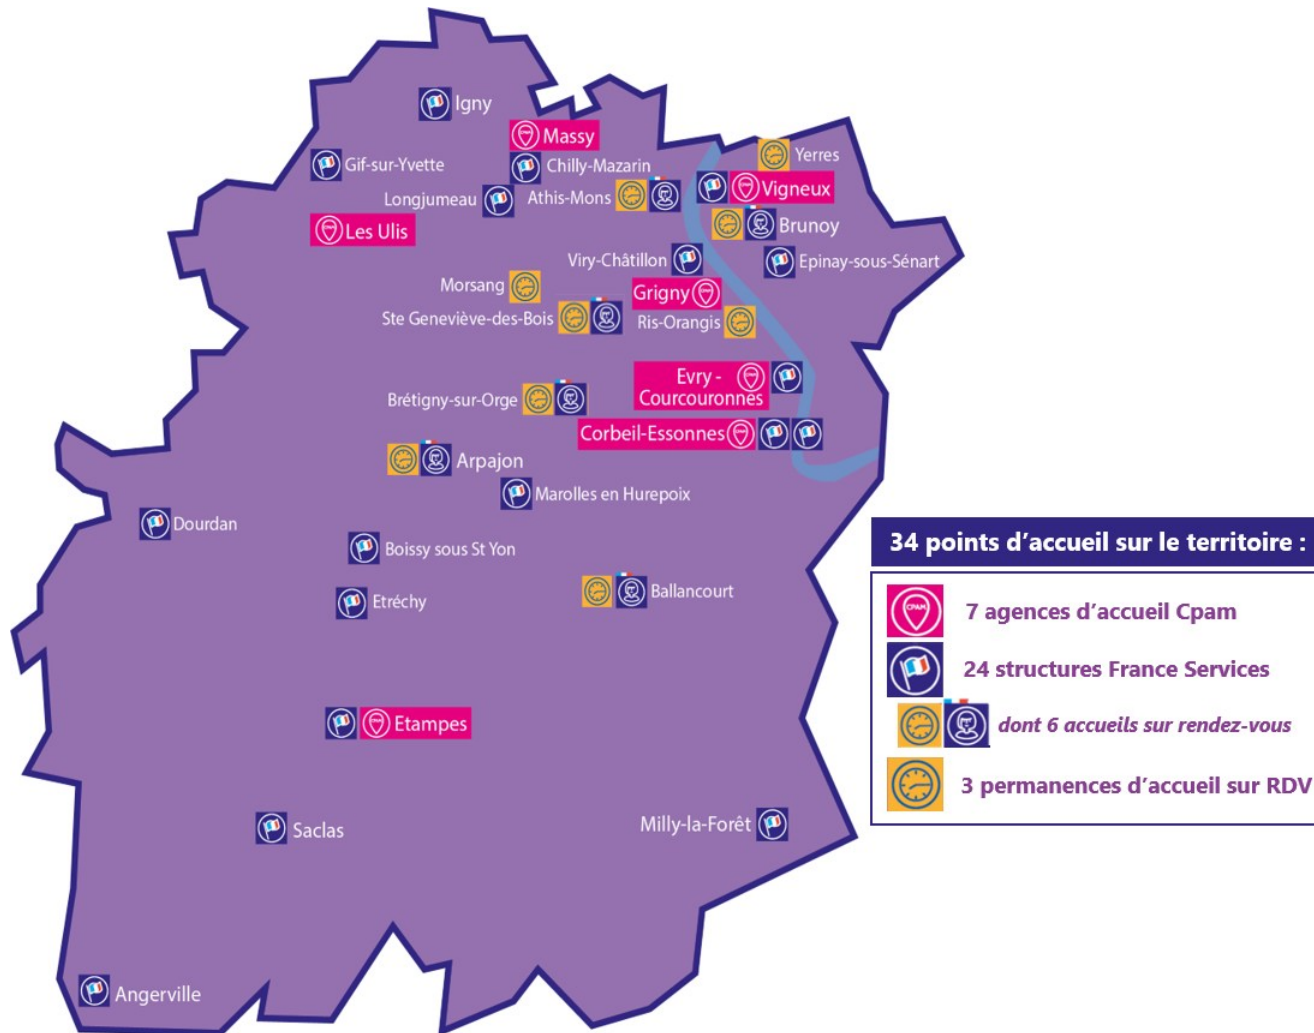 Igny
Massy
Yerres
Gif-sur-Yvette
Chilly-Mazarin
Vigneux
Longjumeau
Athis-Mons
Les Ulis
Brunoy
Viry-Châtillon
Epinay-sous-Sénart
Morsang
Grigny
Ste Geneviève-des-Bois
Ris-Orangis
Evry -
Courcouronnes
Brétigny-sur-Orge
Corbeil-Essonnes
Arpajon
Marolles en Hurepoix
Dourdan
Boissy sous St Yon
Etréchy
Ballancourt
Etampes
Saclas
Milly-la-Forêt
Angerville
34 points d'accueil sur le territoire :
CPAM
7 agences d'accueil Cpam
24 structures France Services
dont 6 accueils sur rendez-vous
3 permanences d'accueil sur RDV